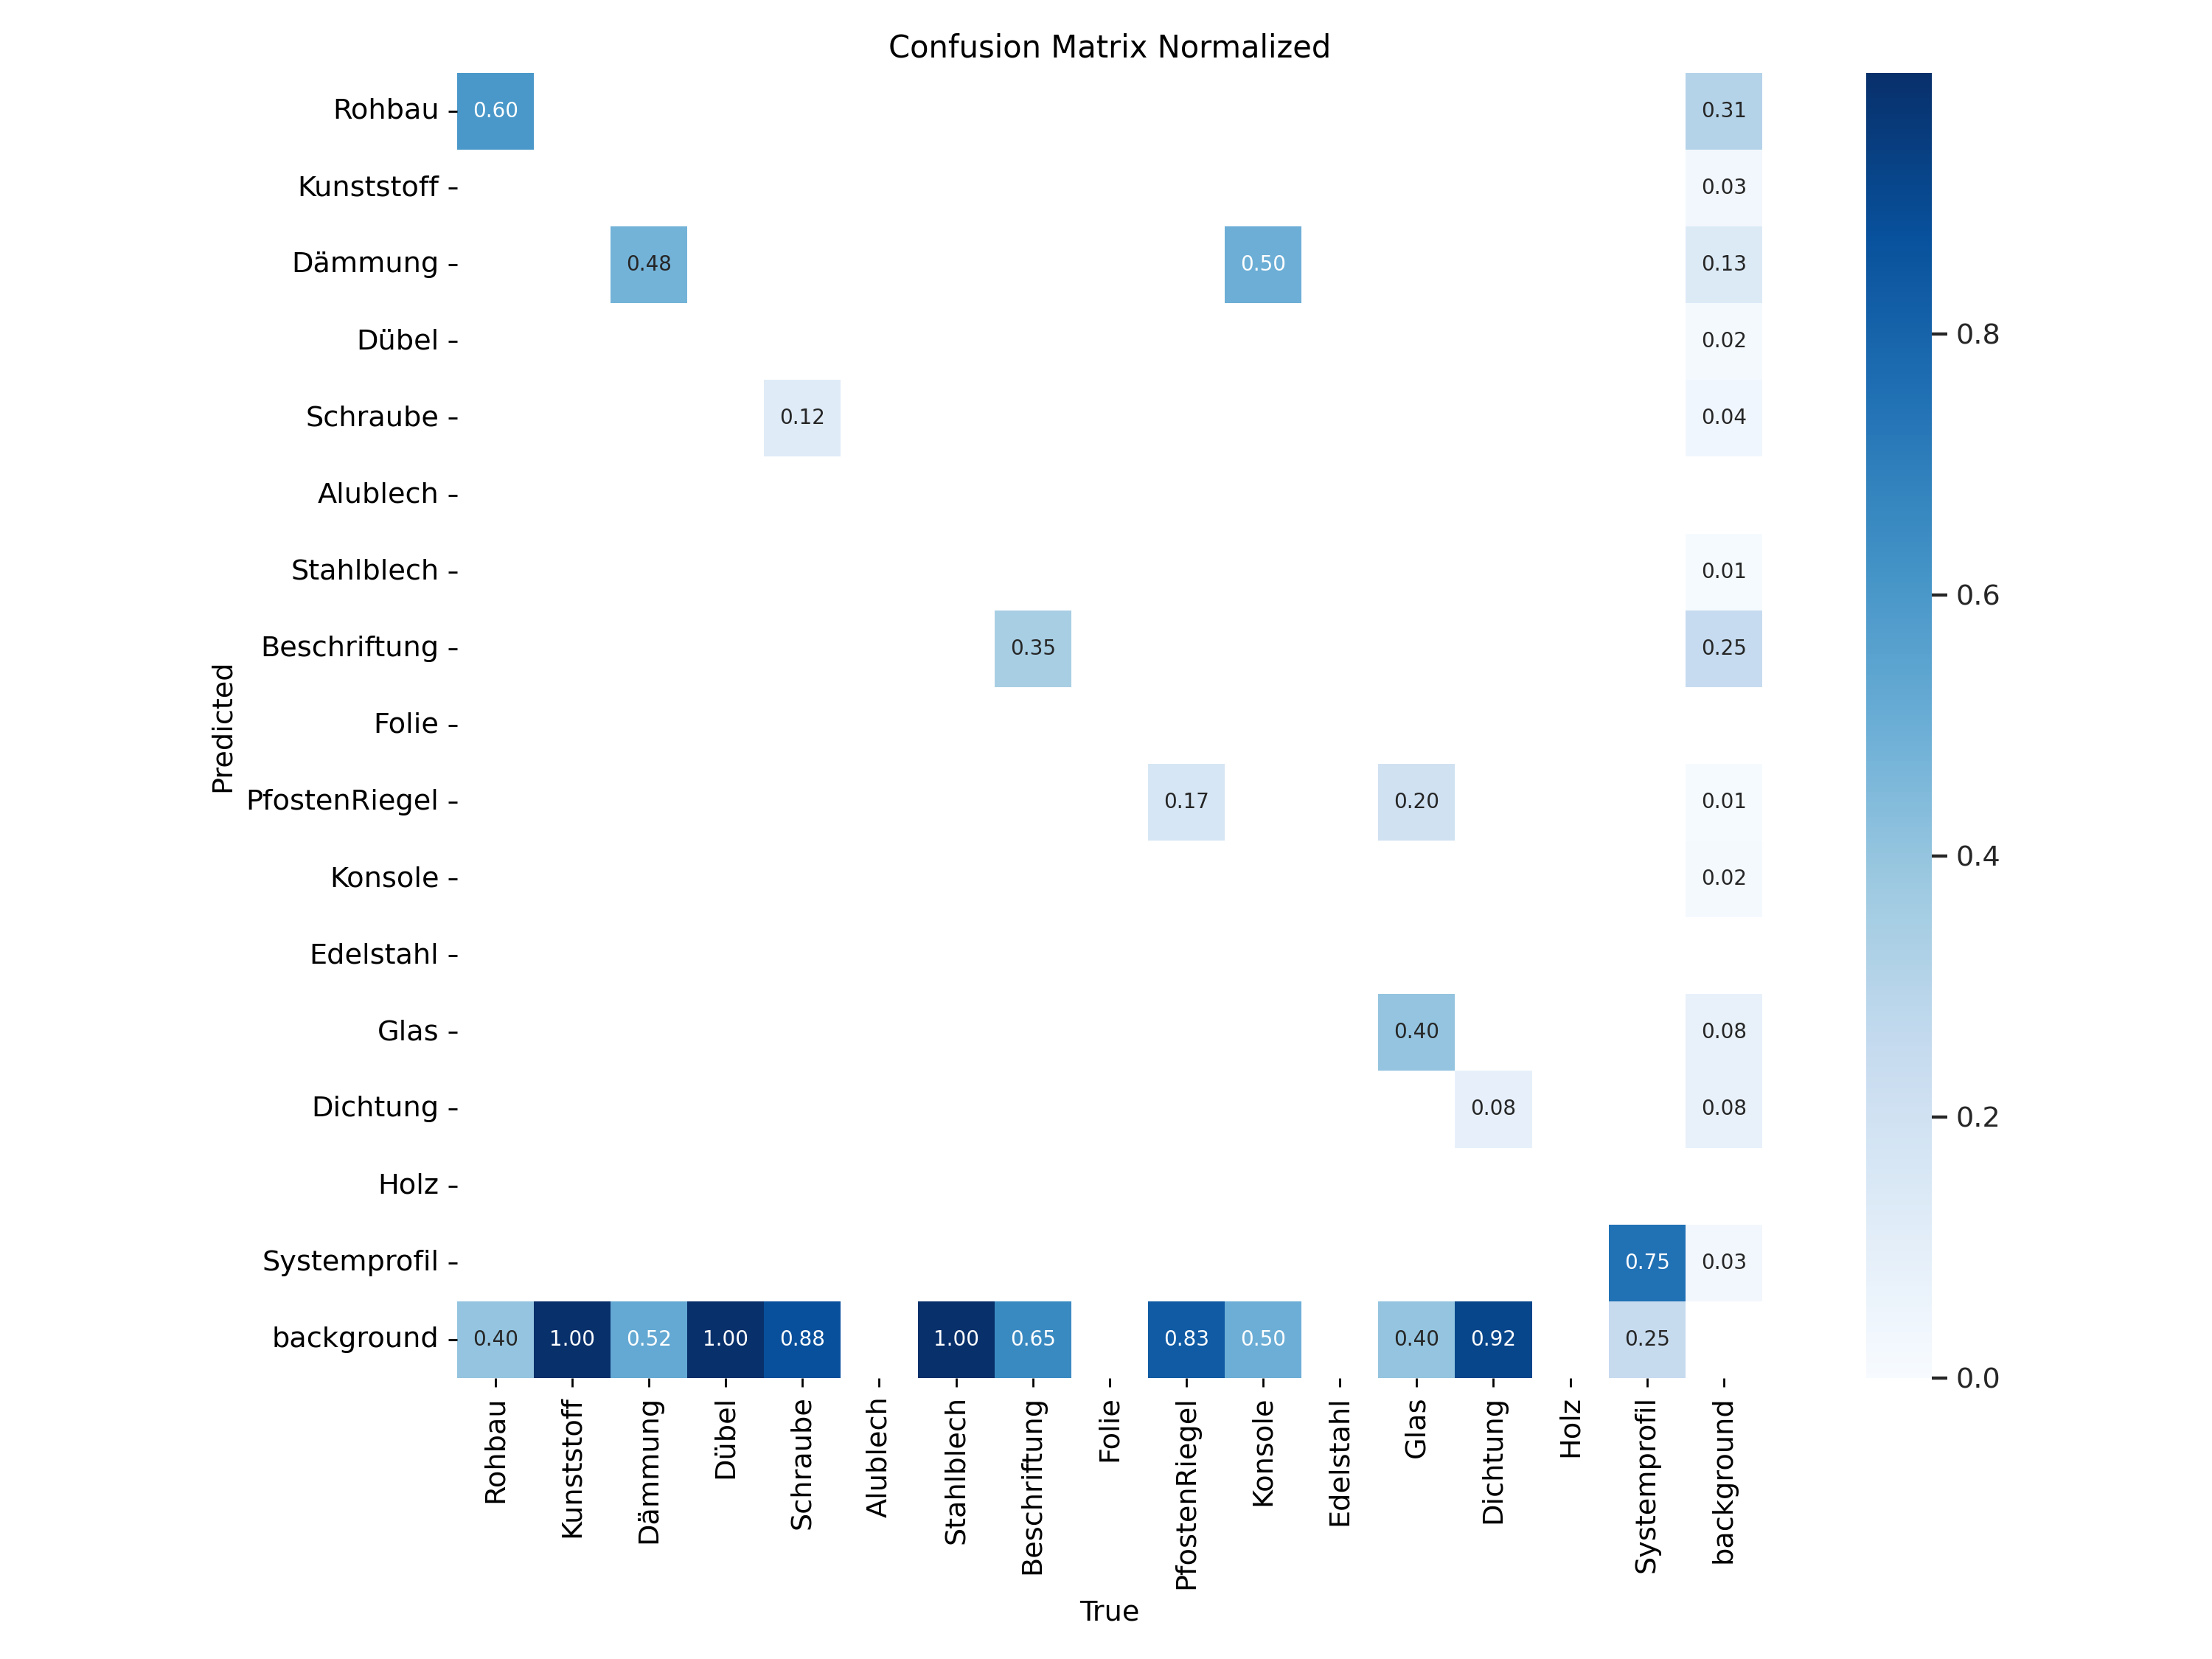 Confusion Matrix Normalized
Rohbau 0.60 0.31
Kunststoff 0.03
Dämmung 0.48 0.50 0.13
Dübel 0.02
Schraube 0.12 0.04
Alublech
Stahlblech 0.01
Beschriftung 0.35 0.25
Folie
PfostenRiegel 0.17 0.20 0.01
Konsole 0.02
Edelstahl
Glas 0.40 0.08
Dichtung 0.08 0.08
Holz
Systemprofil 0.75 0.03
background 0.40 1.00 0.52 1.00 0.88 1.00 0.65 0.83 0.50 0.40 0.92 0.25
Predicted
Rohbau
Kunststoff
Dämmung
Dübel
Schraube
Alublech
Stahlblech
Beschriftung
Folie
PfostenRiegel
Konsole
Edelstahl
Glas
Dichtung
Holz
Systemprofil
background
True
0.8
0.6
0.4
0.2
0.0